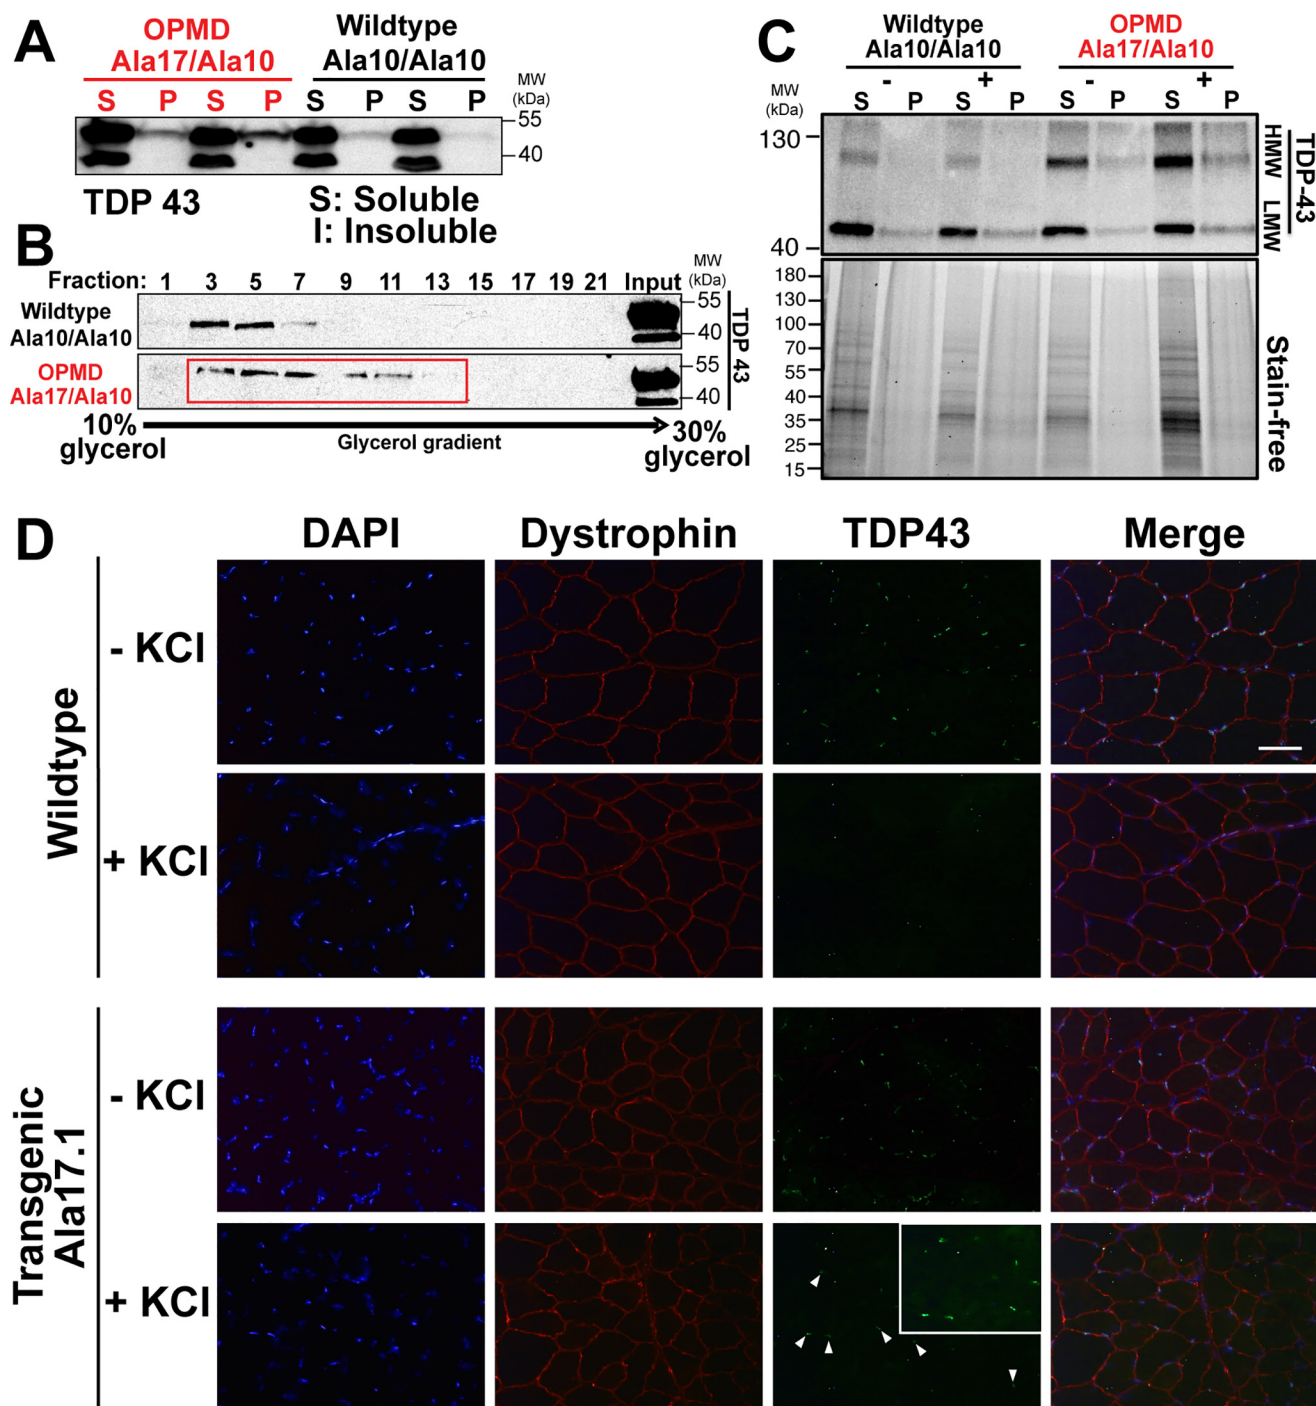 A
OPMD
Ala17/Ala10
Wildtype
Ala10/Ala10
MW
(kDa)
S P S P S P S P
55
40
TDP 43
S: Soluble
I: Insoluble
B
MW
(kDa)
Fraction: 1 3 5 7 9 11 13 15 17 19 21 Input
Wildtype
Ala10/Ala10
55
40
OPMD
Ala17/Ala10
55
40
TDP 43
10%
glycerol
Glycerol gradient
30%
glycerol
C
Wildtype
Ala10/Ala10
OPMD
Ala17/Ala10
- + - +
MW
(kDa)
S P S P S P S P
130
40
HMW
LMW
TDP-43
180
130
100
70
55
40
35
25
15
Stain-free
D
DAPI Dystrophin TDP43 Merge
Wildtype
- KCl
+ KCl
Transgenic
Ala17.1
- KCl
+ KCl